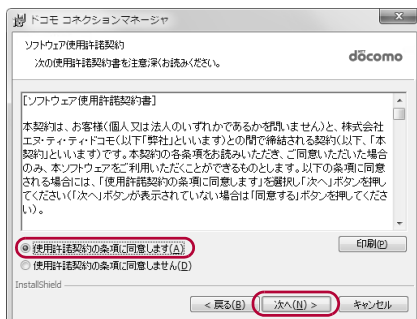 ドコモ コネクションマネージャ
ソフトウェア使用許諾契約
次の使用許諾契約書を注意深くお読みください。
döcomo
[ソフトウェア使用許諾契約書]
本契約は、お客様(個人又は法人のいずれかであるかを問いません)と、株式会社
エヌ・ティ・ティ・ドコモ(以下「弊社」といいます)との間で締結される契約(以下、「本
契約」といいます)です。本契約の各条項をお読みいただき、ご同意いただいた場合
のみ、本ソフトウェアをご利用いただくことができるものとします。以下の条項に同意
される場合には、「使用許諾契約の条項に同意します」を選択し「次へ」ボタンを押し
てください(「次へ」ボタンが表示されていない場合は「同意する」ボタンを押してくださ
い)。
使用許諾契約の条項に同意します(A)
印刷(P)
使用許諾契約の条項に同意しません(D)
InstallShield
< 戻る(B)
次へ(N) >
キャンセル